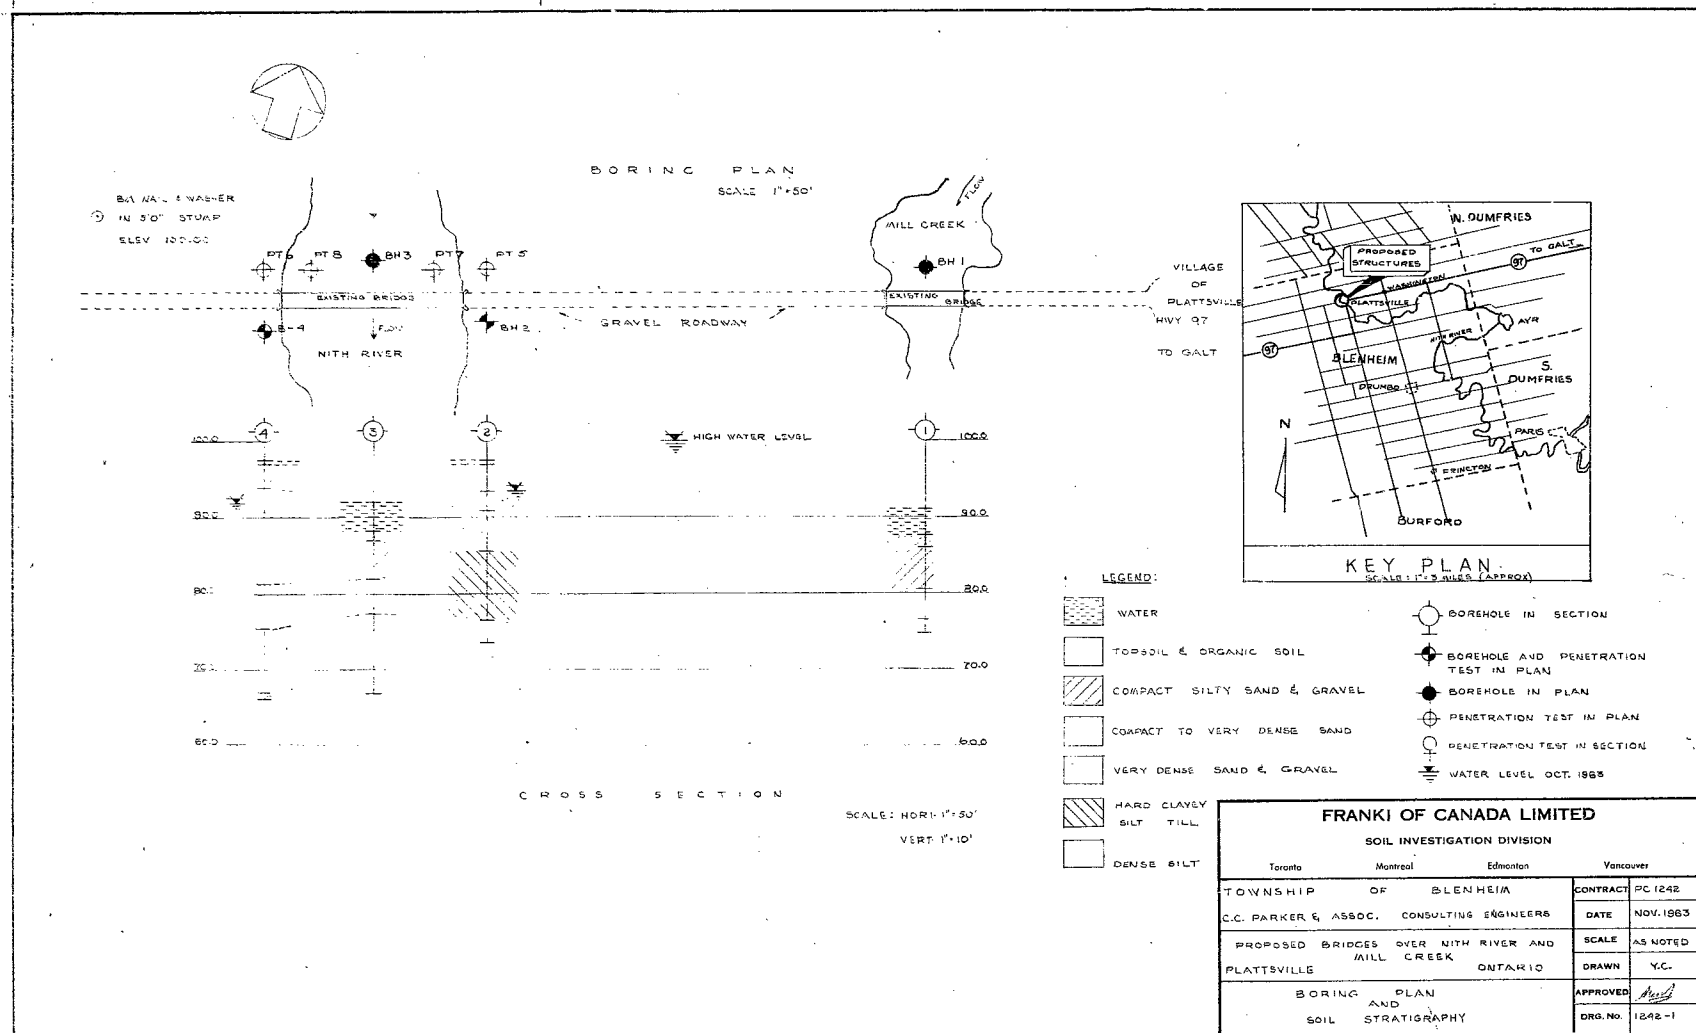 BORING PLAN
SCALE 1"=50'
B.M. NAIL & WASHER
IN 5'0" STUMP
ELEV 100.00
PT 6
PT 8
BH 3
PT 7
PT 5
EXISTING BRIDGE
B-4
FLOW
BH 2
NITH RIVER
GRAVEL ROADWAY
FLOW
MILL CREEK
BH 1
EXISTING BRIDGE
VILLAGE
OF
PLATTSVILLE
HWY 97
TO GALT
N. DUMFRIES
TO GALT
PROPOSED
STRUCTURES
97
WASHINGTON
PLATTSVILLE
AYR
NITH RIVER
97
BLENHEIM
DRUMBO
S.
DUMFRIES
N
PARIS
BURFORD
KEY PLAN
SCALE: 1"=3 MILES (APPROX)
4
3
2
1
100.0
HIGH WATER LEVEL
100.0
90.0
90.0
80.0
80.0
70.0
70.0
60.0
60.0
CROSS SECTION
SCALE: HORI. 1"=50'
VERT. 1"=10'
LEGEND:
WATER
TOPSOIL & ORGANIC SOIL
COMPACT SILTY SAND & GRAVEL
COMPACT TO VERY DENSE SAND
VERY DENSE SAND & GRAVEL
HARD CLAYEY
SILT TILL
DENSE SILT
BOREHOLE IN SECTION
BOREHOLE AND PENETRATION
TEST IN PLAN
BOREHOLE IN PLAN
PENETRATION TEST IN PLAN
PENETRATION TEST IN SECTION
WATER LEVEL OCT. 1963
FRANKI OF CANADA LIMITED
SOIL INVESTIGATION DIVISION
Toronto Montreal Edmonton Vancouver
TOWNSHIP OF BLENHEIM
C.C. PARKER & ASSOC. CONSULTING ENGINEERS
PROPOSED BRIDGES OVER NITH RIVER AND
MILL CREEK
PLATTSVILLE ONTARIO
BORING PLAN
AND
SOIL STRATIGRAPHY
CONTRACT PC 1242
DATE NOV. 1963
SCALE AS NOTED
DRAWN Y.C.
APPROVED
DRG. No. 1242-1